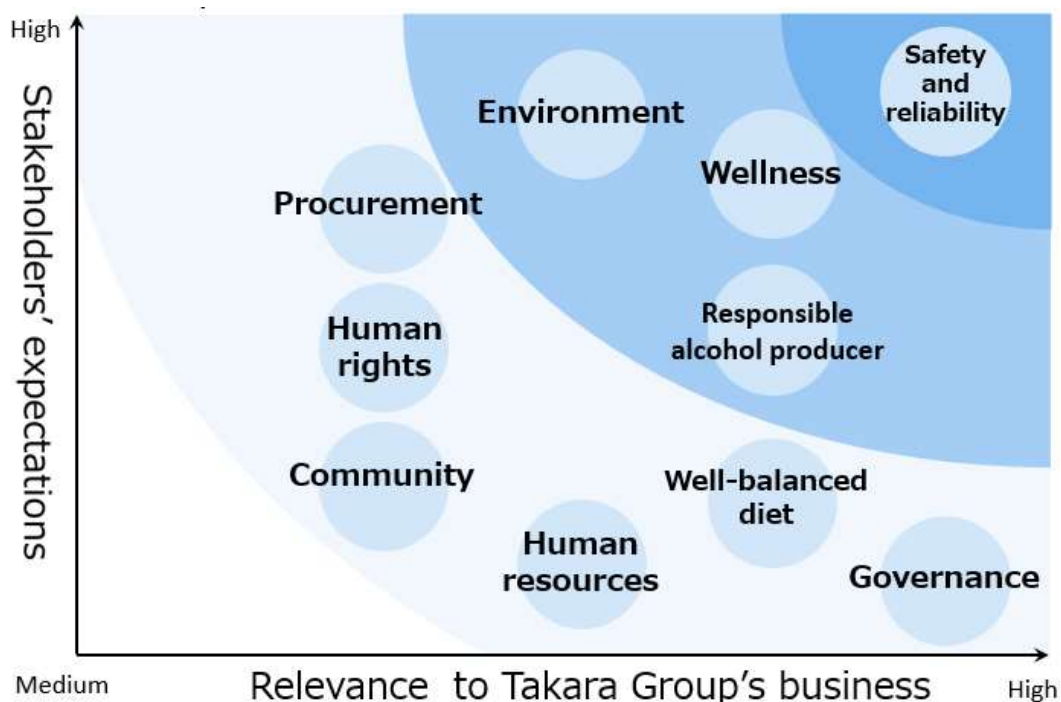 High
Stakeholders' expectations
Safety
and
reliability
Environment
Wellness
Procurement
Responsible
alcohol producer
Human
rights
Community
Well-balanced
diet
Human
resources
Governance
Medium
Relevance to Takara Group's business
High